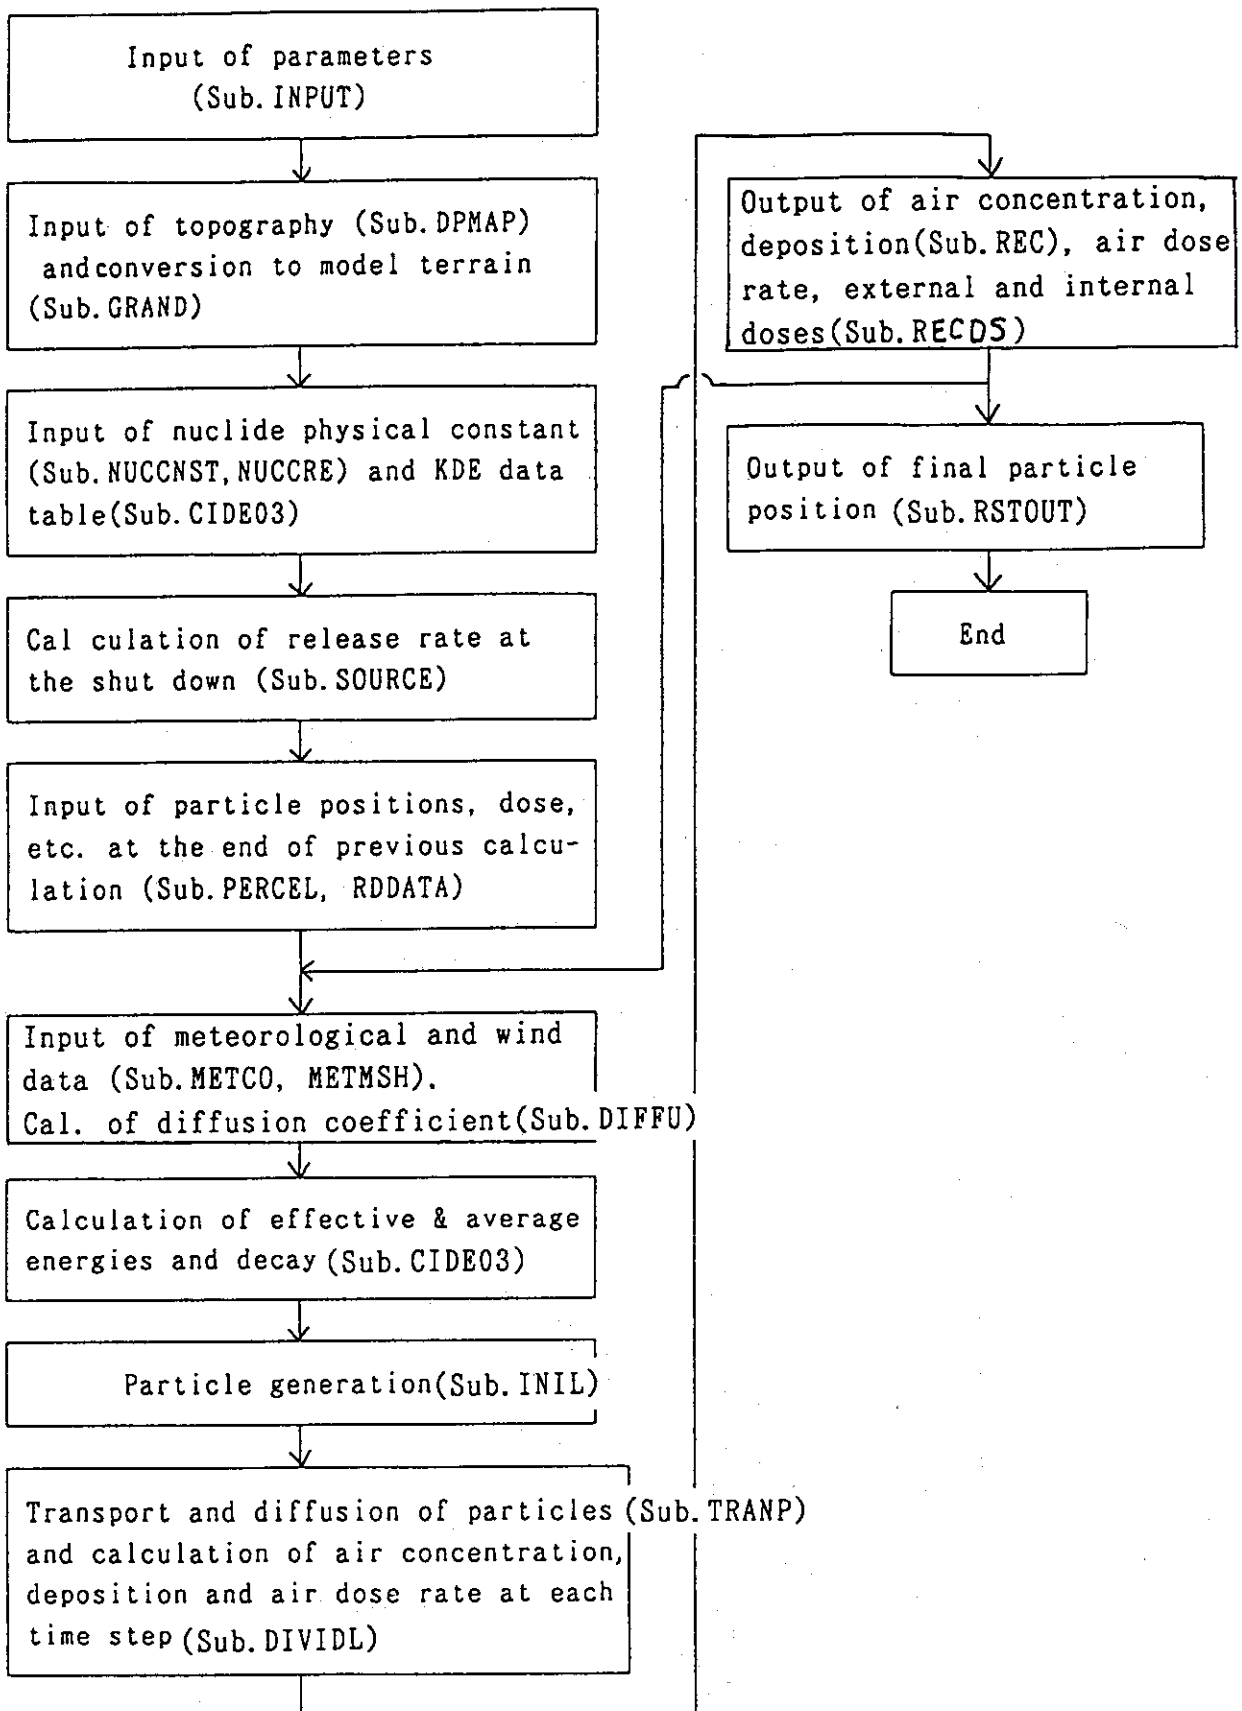 Input of parameters
(Sub. INPUT)
Input of topography (Sub. DPMAP)
andconversion to model terrain
(Sub. GRAND)
Input of nuclide physical constant
(Sub. NUCCNST, NUCCRE) and KDE data
table(Sub. CIDE03)
Cal culation of release rate at
the shut down (Sub. SOURCE)
Input of particle positions, dose,
etc. at the end of previous calcu-
lation (Sub. PERCEL, RDDATA)
Input of meteorological and wind
data (Sub. METCO, METMSH).
Cal. of diffusion coefficient(Sub. DIFFU)
Calculation of effective & average
energies and decay (Sub. CIDE03)
Particle generation(Sub. INIL)
Transport and diffusion of particles (Sub. TRANP)
and calculation of air concentration,
deposition and air dose rate at each
time step (Sub. DIVIDL)
Output of air concentration,
deposition(Sub. REC), air dose
rate, external and internal
doses(Sub. RECDS)
Output of final particle
position (Sub. RSTOUT)
End